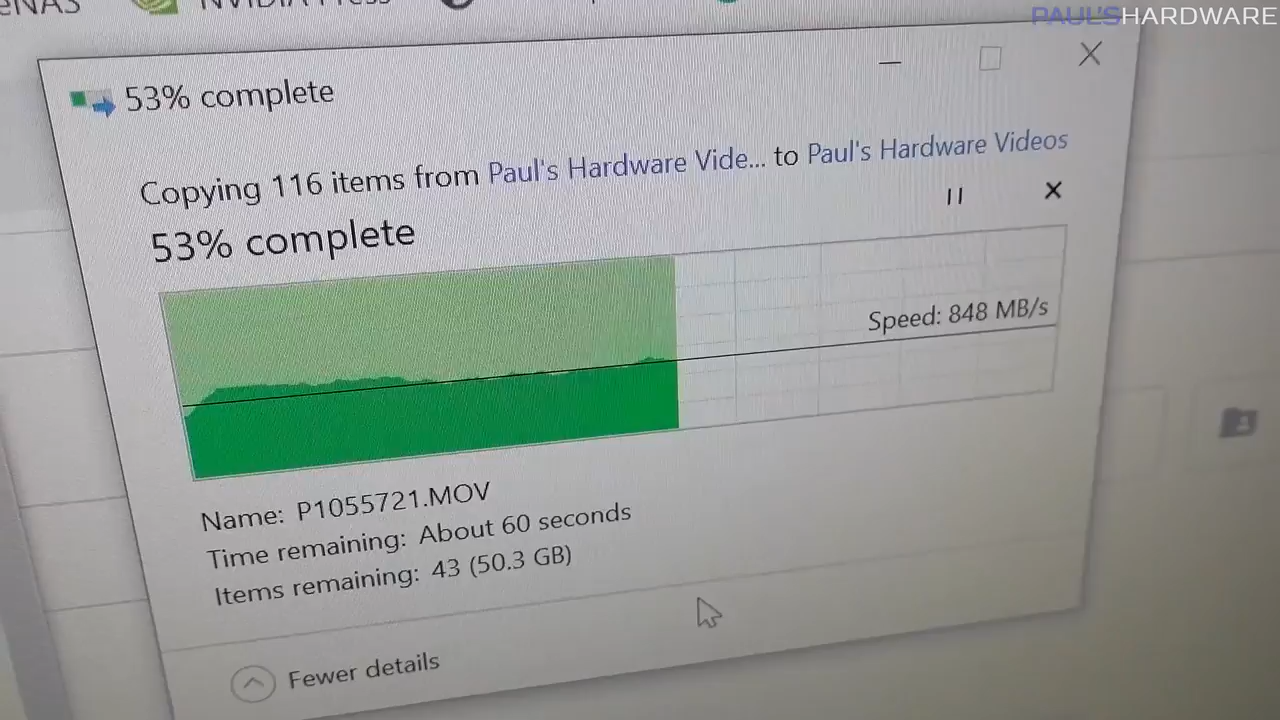 eNAS
PAUL'SHARDWARE
53% complete
Copying 116 items from Paul's Hardware Vide... to Paul's Hardware Videos
53% complete
Speed: 848 MB/s
Name: P1055721.MOV
Time remaining: About 60 seconds
Items remaining: 43 (50.3 GB)
Fewer details